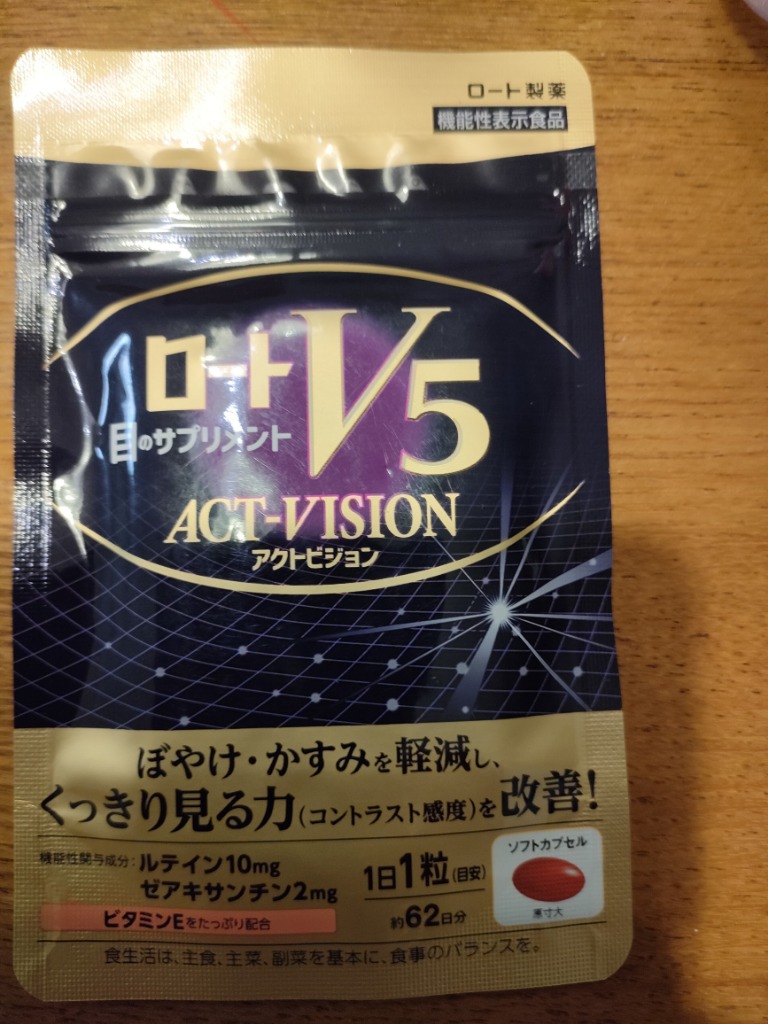 ロート製薬
機能性表示食品
ロートV5
目のサプリメント
ACT-VISION
アクトビジョン
ぼやけ・かすみを軽減し、
くっきり見る力(コントラスト感度)を改善!
機能性関与成分:ルテイン10mg
ゼアキサンチン2mg
ビタミンEをたっぷり配合
1日1粒(目安)
約62日分
ソフトカプセル
原寸大
食生活は、主食、主菜、副菜を基本に、食事のバランスを。